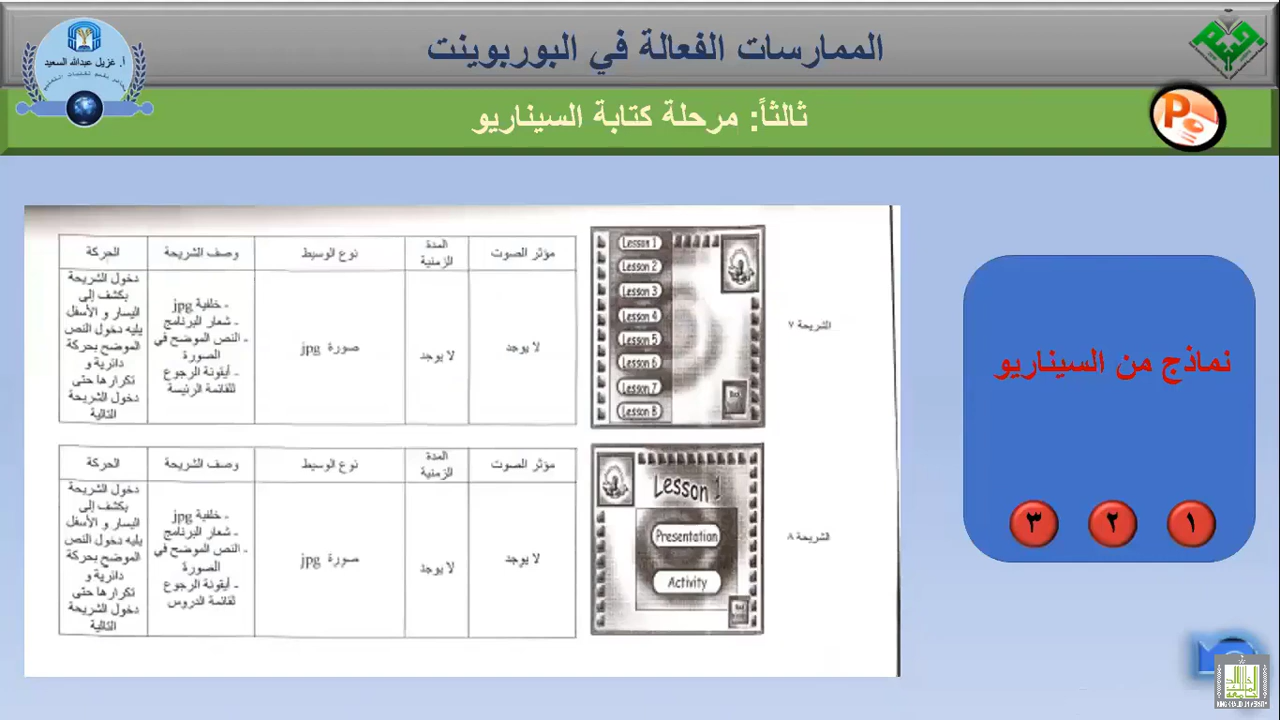 الممارسات الفعالة في البوربوينت
ثالثاً: مرحلة كتابة السيناريو
أ. غزيل عبدالله السعيد
نماذج من السيناريو
١
٢
٣
الشريحة ٧
Lesson 1
Lesson 2
Lesson 3
Lesson 4
Lesson 5
Lesson 6
Lesson 7
Lesson 8
مؤثر الصوت
المدة الزمنية
نوع الوسيط
وصف الشريحة
الحركة
لا يوجد
لا يوجد
صورة jpg
- خلفية jpg
- شعار البرنامج
- النص الموضح في
الصورة
- أيقونة الرجوع
للقائمة الرئيسة
دخول الشريحة
بكشف إلى
اليسار و الأسفل
يليه دخول النص
الموضح بحركة
دائرية و
تكرارها حتى
دخول الشريحة
التالية
الشريحة ٨
Lesson 1
Presentation
Activity
مؤثر الصوت
المدة الزمنية
نوع الوسيط
وصف الشريحة
الحركة
لا يوجد
لا يوجد
صورة jpg
- خلفية jpg
- شعار البرنامج
- النص الموضح في
الصورة
- أيقونة الرجوع
لقائمة الدروس
دخول الشريحة
بكشف إلى
اليسار و الأسفل
يليه دخول النص
الموضح بحركة
دائرية و
تكرارها حتى
دخول الشريحة
التالية